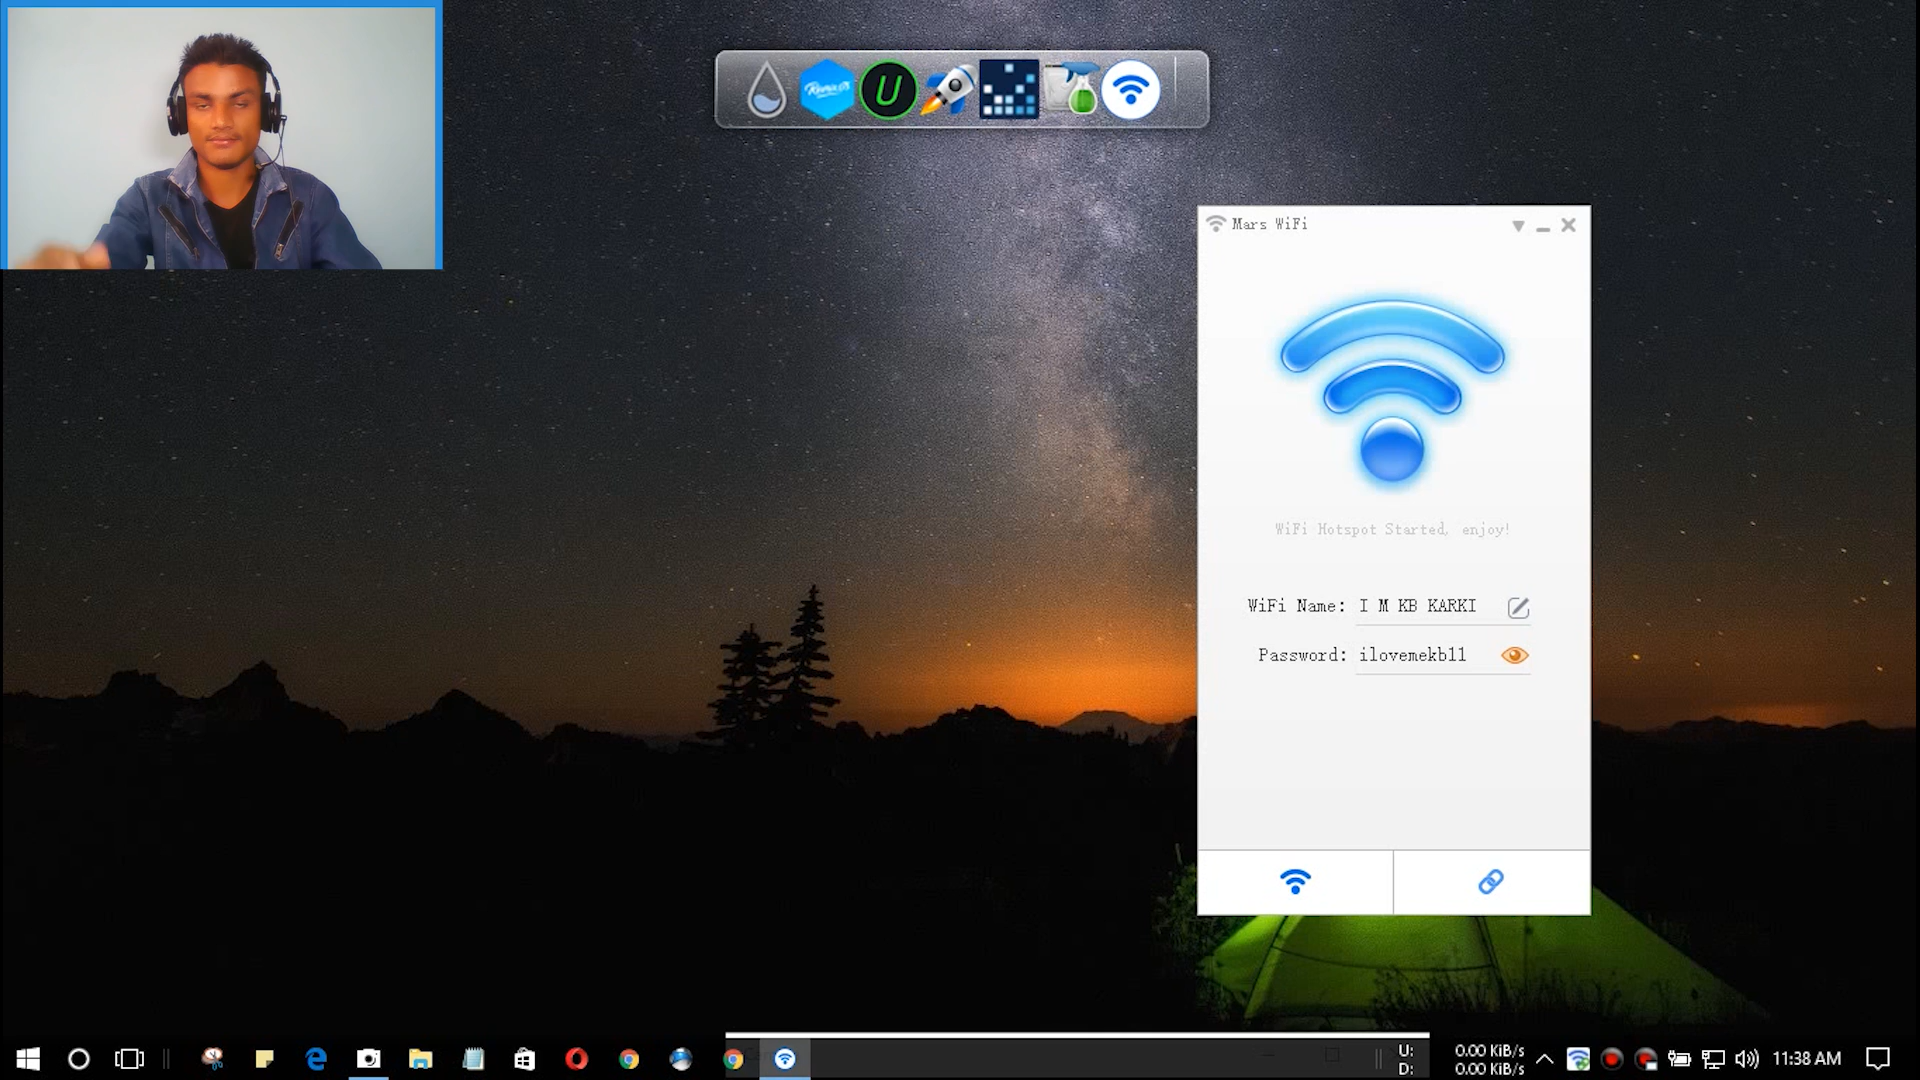 U
Mars WiFi
WiFi Hotspot Started, enjoy!
WiFi Name: I M KB KARKI
Password: ilovemekb11
U: 0.00 KiB/s
D: 0.00 KiB/s
11:38 AM